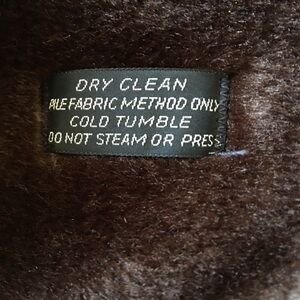 DRY CLEAN
PILE FABRIC METHOD ONLY
COLD TUMBLE
DO NOT STEAM OR PRESS